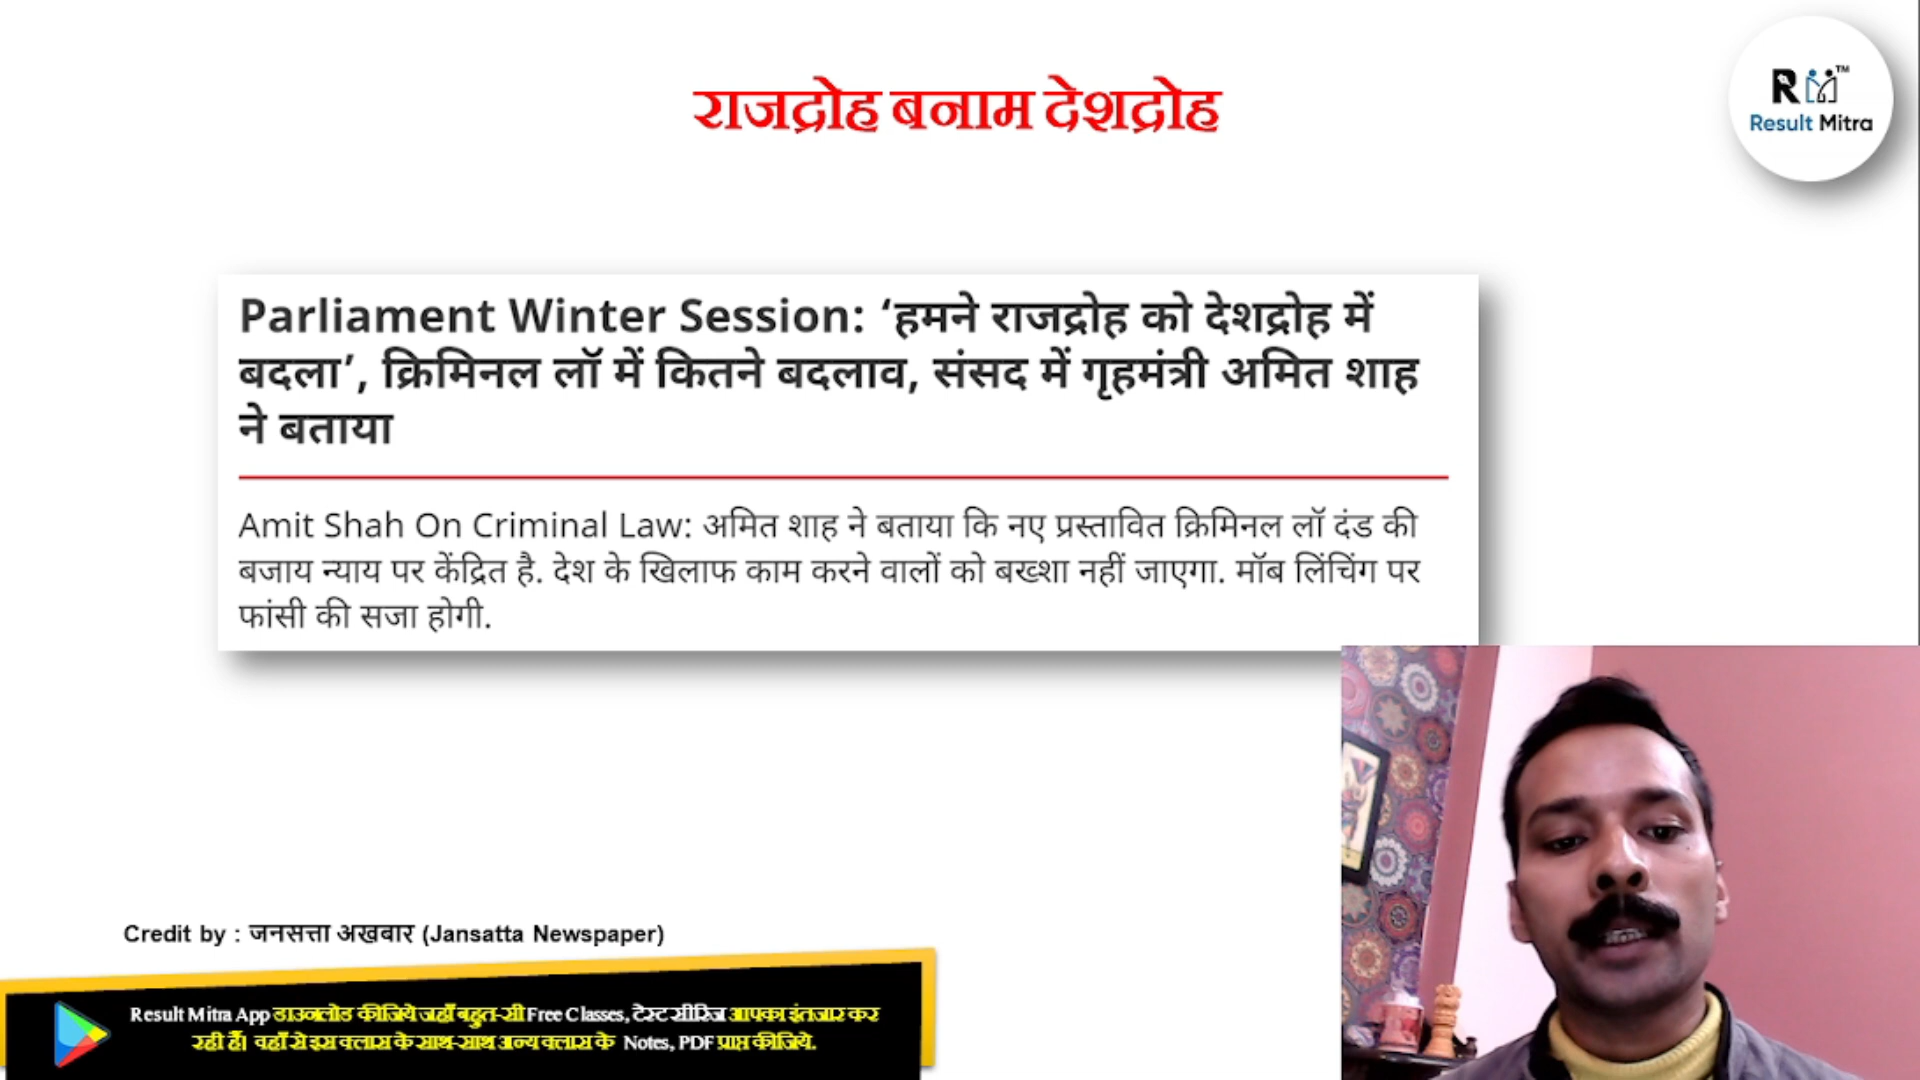 राजद्रोह बनाम देशद्रोह
R TM
Result Mitra
Parliament Winter Session: ‘हमने राजद्रोह को देशद्रोह में
बदला’, क्रिमिनल लॉ में कितने बदलाव, संसद में गृहमंत्री अमित शाह
ने बताया
Amit Shah On Criminal Law: अमित शाह ने बताया कि नए प्रस्तावित क्रिमिनल लॉ दंड की
बजाय न्याय पर केंद्रित है. देश के खिलाफ काम करने वालों को बख्शा नहीं जाएगा. मॉब लिंचिंग पर
फांसी की सजा होगी.
Credit by : जनसत्ता अखबार (Jansatta Newspaper)
Result Mitra App डाउनलोड कीजिये जहाँ बहुत-सी Free Classes, टेस्ट सीरिज आपका इंतजार कर
रही हैं। वहाँ से इस क्लास के साथ-साथ अन्य क्लास के Notes, PDF प्राप्त कीजिये.